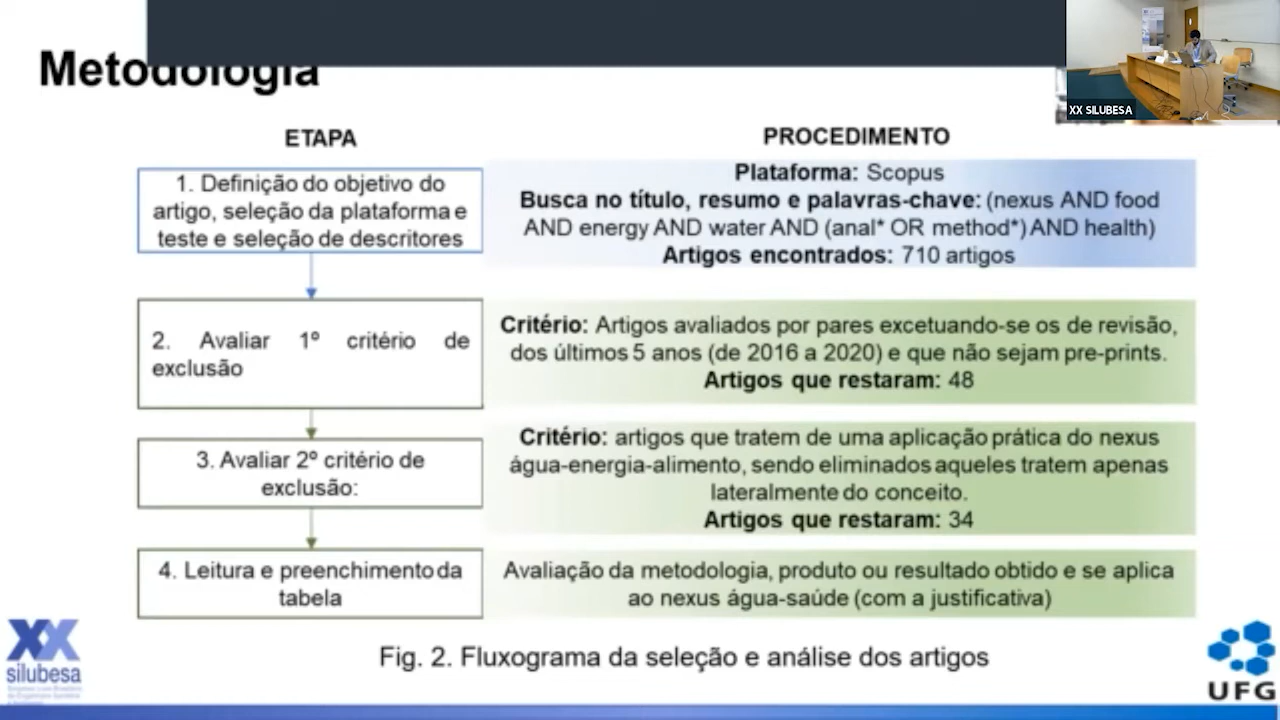 Metodologia
XX SILUBESA
ETAPA
PROCEDIMENTO
1. Definição do objetivo do
artigo, seleção da plataforma e
teste e seleção de descritores
Plataforma: Scopus
Busca no título, resumo e palavras-chave: (nexus AND food
AND energy AND water AND (anal* OR method*) AND health)
Artigos encontrados: 710 artigos
2. Avaliar 1º critério de
exclusão
Critério: Artigos avaliados por pares excetuando-se os de revisão,
dos últimos 5 anos (de 2016 a 2020) e que não sejam pre-prints.
Artigos que restaram: 48
3. Avaliar 2º critério de
exclusão:
Critério: artigos que tratem de uma aplicação prática do nexus
água-energia-alimento, sendo eliminados aqueles tratem apenas
lateralmente do conceito.
Artigos que restaram: 34
4. Leitura e preenchimento da
tabela
Avaliação da metodologia, produto ou resultado obtido e se aplica
ao nexus água-saúde (com a justificativa)
Fig. 2. Fluxograma da seleção e análise dos artigos
XX
silubesa
UFG